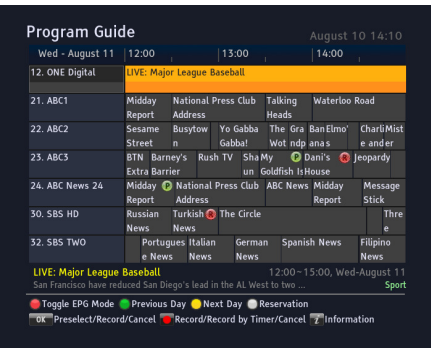 Program Guide
August 10 14:10
Wed - August 11 12:00 13:00 14:00
12. ONE Digital LIVE: Major League Baseball
21. ABC1 Midday Report National Press Club Address Talking Heads Waterloo Road
22. ABC2 Sesame Street Busytown Yo Gabba Gabba! The Wot Gra ndp Ban anas Elmo' s Charli e and Mist er
23. ABC3 BTN Extra Barney's Barrier Rush TV Sha un My Goldfish Is P Dani's House R Jeopardy
24. ABC News 24 Midday Report P National Press Club Address ABC News Midday Report Message Stick
30. SBS HD Russian News Turkish News R The Circle Thre e
32. SBS TWO Portugues e News Italian News German News Spanish News Filipino News
LIVE: Major League Baseball 12:00~15:00, Wed-August 11
San Francisco have reduced San Diego's lead in the AL West to two ... Sport
Toggle EPG Mode Previous Day Next Day Reservation
OK Preselect/Record/Cancel Record/Record by Timer/Cancel i Information